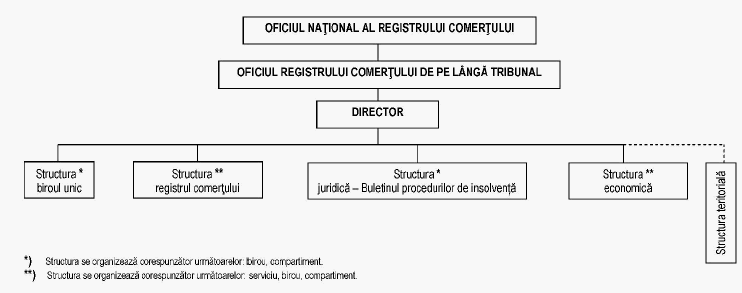 OFICIUL NAŢIONAL AL REGISTRULUI COMERŢULUI
OFICIUL REGISTRULUI COMERŢULUI DE PE LÂNGĂ TRIBUNAL
DIRECTOR
Structura *
biroul unic
Structura **
registrul comerţului
Structura *
juridică – Buletinul procedurilor de insolvenţă
Structura **
economică
Structura teritorială
*) Structura se organizează corespunzător următoarelor: birou, compartiment.
**) Structura se organizează corespunzător următoarelor: serviciu, birou, compartiment.